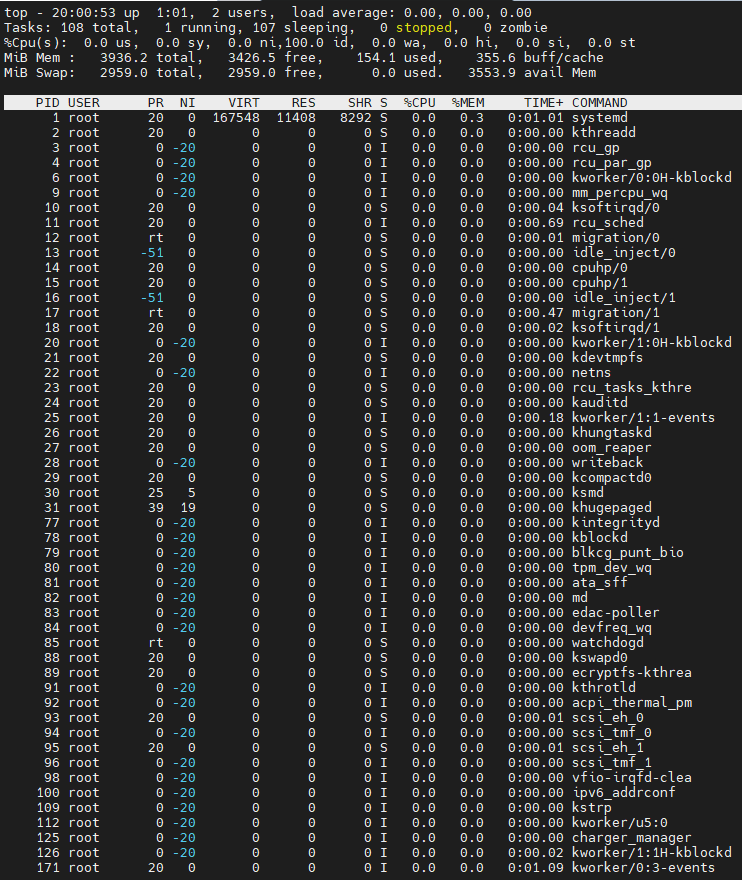 top - 20:00:53 up  1:01,  2 users,  load average: 0.00, 0.00, 0.00
Tasks: 108 total,   1 running, 107 sleeping,   0 stopped,   0 zombie
%Cpu(s):  0.0 us,  0.0 sy,  0.0 ni,100.0 id,  0.0 wa,  0.0 hi,  0.0 si,  0.0 st
MiB Mem :   3936.2 total,   3426.5 free,    154.1 used,    355.6 buff/cache
MiB Swap:   2959.0 total,   2959.0 free,      0.0 used.   3553.9 avail Mem
PID USER      PR  NI    VIRT    RES    SHR S  %CPU  %MEM     TIME+ COMMAND
1 root      20   0  167548  11408   8292 S   0.0   0.3   0:01.01 systemd
2 root      20   0       0      0      0 S   0.0   0.0   0:00.00 kthreadd
3 root       0 -20       0      0      0 I   0.0   0.0   0:00.00 rcu_gp
4 root       0 -20       0      0      0 I   0.0   0.0   0:00.00 rcu_par_gp
6 root       0 -20       0      0      0 I   0.0   0.0   0:00.00 kworker/0:0H-kblockd
9 root       0 -20       0      0      0 I   0.0   0.0   0:00.00 mm_percpu_wq
10 root      20   0       0      0      0 S   0.0   0.0   0:00.04 ksoftirqd/0
11 root      20   0       0      0      0 I   0.0   0.0   0:00.69 rcu_sched
12 root      rt   0       0      0      0 S   0.0   0.0   0:00.01 migration/0
13 root     -51   0       0      0      0 S   0.0   0.0   0:00.00 idle_inject/0
14 root      20   0       0      0      0 S   0.0   0.0   0:00.00 cpuhp/0
15 root      20   0       0      0      0 S   0.0   0.0   0:00.00 cpuhp/1
16 root     -51   0       0      0      0 S   0.0   0.0   0:00.00 idle_inject/1
17 root      rt   0       0      0      0 S   0.0   0.0   0:00.47 migration/1
18 root      20   0       0      0      0 S   0.0   0.0   0:00.02 ksoftirqd/1
20 root       0 -20       0      0      0 I   0.0   0.0   0:00.00 kworker/1:0H-kblockd
21 root      20   0       0      0      0 S   0.0   0.0   0:00.00 kdevtmpfs
22 root       0 -20       0      0      0 I   0.0   0.0   0:00.00 netns
23 root      20   0       0      0      0 S   0.0   0.0   0:00.00 rcu_tasks_kthre
24 root      20   0       0      0      0 S   0.0   0.0   0:00.00 kauditd
25 root      20   0       0      0      0 I   0.0   0.0   0:00.18 kworker/1:1-events
26 root      20   0       0      0      0 S   0.0   0.0   0:00.00 khungtaskd
27 root      20   0       0      0      0 S   0.0   0.0   0:00.00 oom_reaper
28 root       0 -20       0      0      0 I   0.0   0.0   0:00.00 writeback
29 root      20   0       0      0      0 S   0.0   0.0   0:00.00 kcompactd0
30 root      25   5       0      0      0 S   0.0   0.0   0:00.00 ksmd
31 root      39  19       0      0      0 S   0.0   0.0   0:00.00 khugepaged
77 root       0 -20       0      0      0 I   0.0   0.0   0:00.00 kintegrityd
78 root       0 -20       0      0      0 I   0.0   0.0   0:00.00 kblockd
79 root       0 -20       0      0      0 I   0.0   0.0   0:00.00 blkcg_punt_bio
80 root       0 -20       0      0      0 I   0.0   0.0   0:00.00 tpm_dev_wq
81 root       0 -20       0      0      0 I   0.0   0.0   0:00.00 ata_sff
82 root       0 -20       0      0      0 I   0.0   0.0   0:00.00 md
83 root       0 -20       0      0      0 I   0.0   0.0   0:00.00 edac-poller
84 root       0 -20       0      0      0 I   0.0   0.0   0:00.00 devfreq_wq
85 root      rt   0       0      0      0 S   0.0   0.0   0:00.00 watchdogd
88 root      20   0       0      0      0 S   0.0   0.0   0:00.00 kswapd0
89 root      20   0       0      0      0 S   0.0   0.0   0:00.00 ecryptfs-kthrea
91 root       0 -20       0      0      0 I   0.0   0.0   0:00.00 kthrotld
92 root       0 -20       0      0      0 I   0.0   0.0   0:00.00 acpi_thermal_pm
93 root      20   0       0      0      0 S   0.0   0.0   0:00.01 scsi_eh_0
94 root       0 -20       0      0      0 I   0.0   0.0   0:00.00 scsi_tmf_0
95 root      20   0       0      0      0 S   0.0   0.0   0:00.01 scsi_eh_1
96 root       0 -20       0      0      0 I   0.0   0.0   0:00.00 scsi_tmf_1
98 root       0 -20       0      0      0 I   0.0   0.0   0:00.00 vfio-irqfd-clea
100 root       0 -20       0      0      0 I   0.0   0.0   0:00.00 ipv6_addrconf
109 root       0 -20       0      0      0 I   0.0   0.0   0:00.00 kstrp
112 root       0 -20       0      0      0 I   0.0   0.0   0:00.00 kworker/u5:0
125 root       0 -20       0      0      0 I   0.0   0.0   0:00.00 charger_manager
126 root       0 -20       0      0      0 I   0.0   0.0   0:00.02 kworker/1:1H-kblockd
171 root      20   0       0      0      0 I   0.0   0.0   0:01.09 kworker/0:3-events